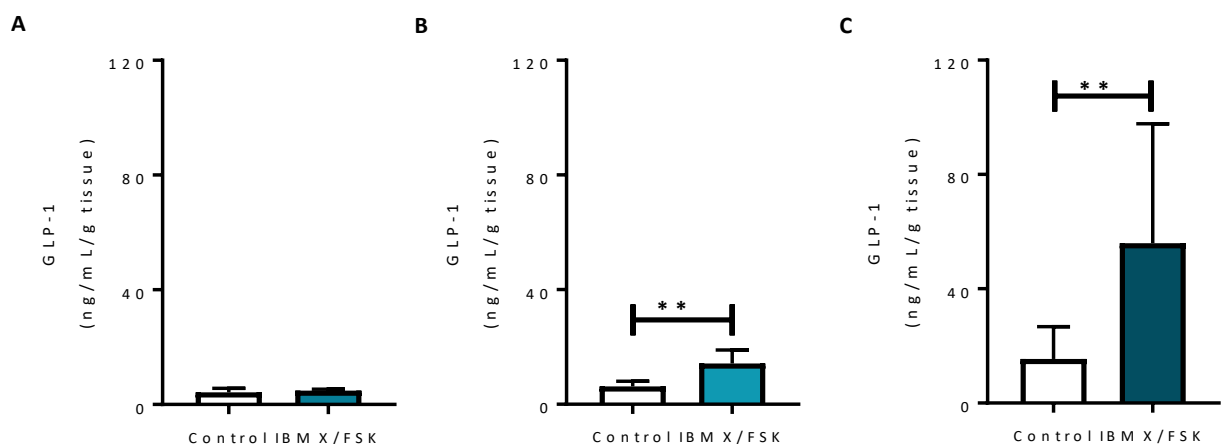 A
120
80
40
0
GLP-1
(ng/mL/g tissue)
Control IBMX/FSK
B
120
80
40
0
GLP-1
(ng/mL/g tissue)
**
Control IBMX/FSK
C
120
80
40
0
GLP-1
(ng/mL/g tissue)
**
Control IBMX/FSK